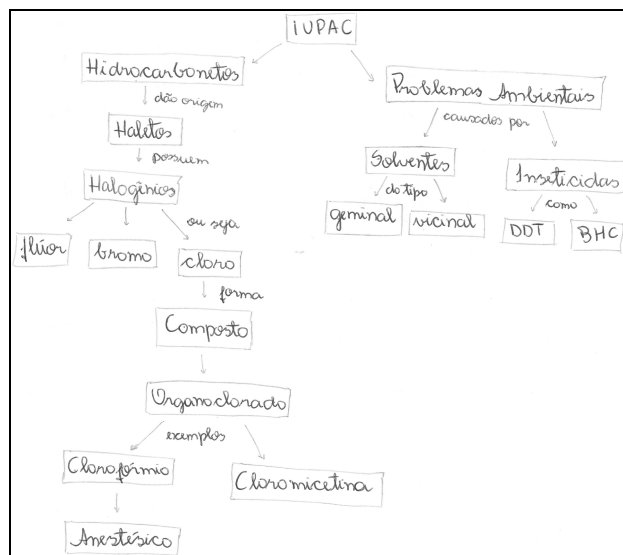 IUPAC
Hidrocarbonetos
dão origem
Haletos
possuem
Halogênios
ou seja
flúor
bromo
cloro
forma
Composto
Organoclorado
exemplos
Clorofórmio
Cloromicetina
Anestésico
Problemas Ambientais
causados por
Solventes
do tipo
geminal
vicinal
Inseticidas
como
DDT
BHC